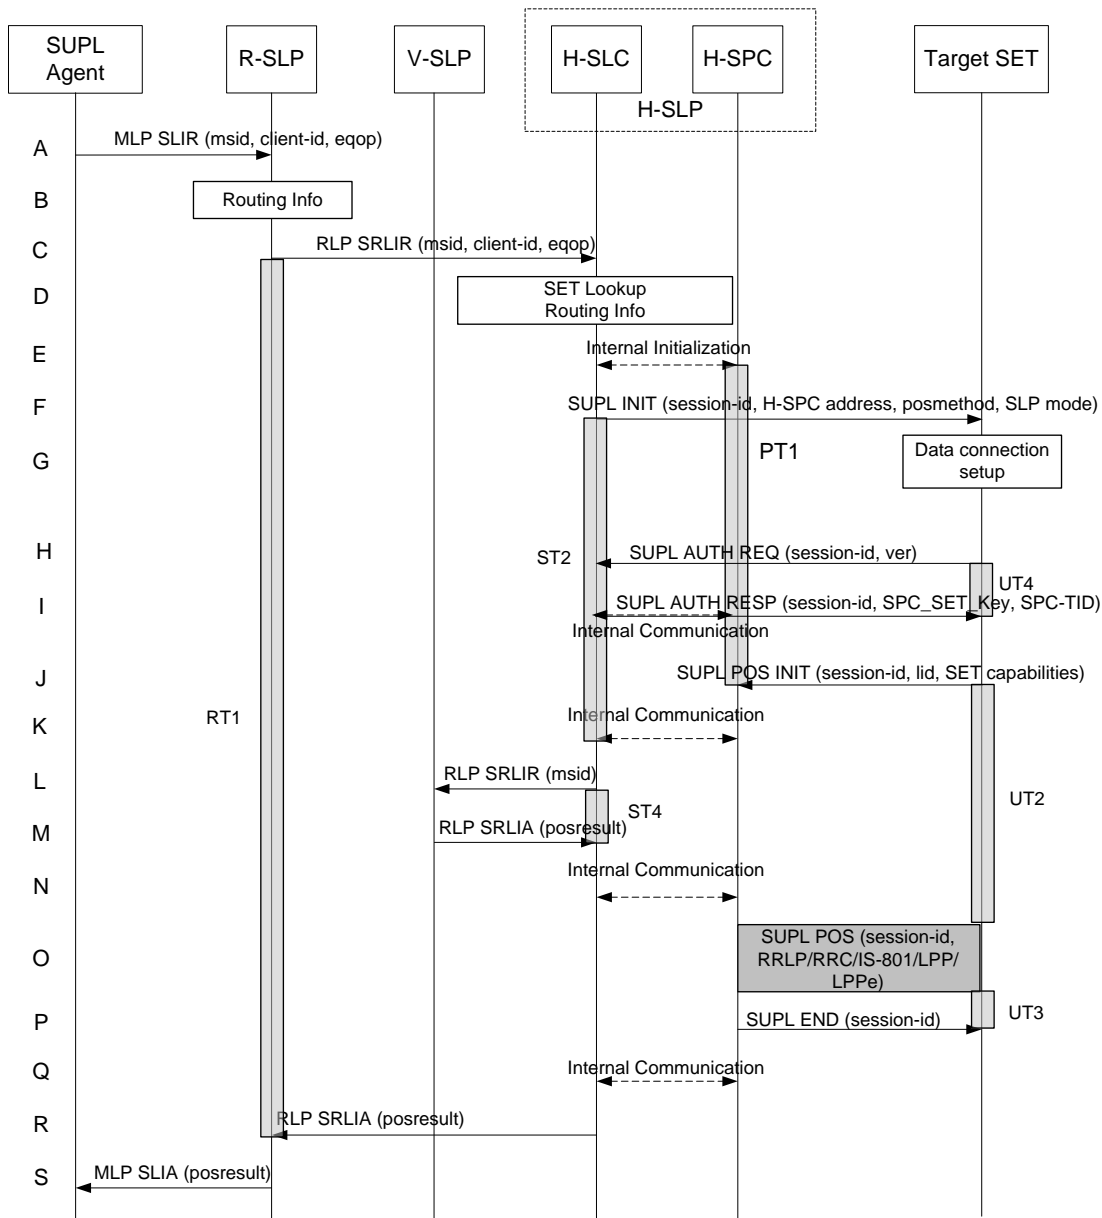 SUPL
Agent
R-SLP
V-SLP
H-SLC
H-SPC
Target SET
H-SLP
A
MLP SLIR (msid, client-id, eqop)
B
Routing Info
C
RLP SRLIR (msid, client-id, eqop)
D
SET Lookup
Routing Info
E
Internal Initialization
F
SUPL INIT (session-id, H-SPC address, posmethod, SLP mode)
G
PT1
Data connection
setup
H
ST2
SUPL AUTH REQ (session-id, ver)
UT4
I
SUPL AUTH RESP (session-id, SPC_SET_Key, SPC-TID)
Internal Communication
J
SUPL POS INIT (session-id, lid, SET capabilities)
K
RT1
Internal Communication
L
RLP SRLIR (msid)
ST4
UT2
M
RLP SRLIA (posresult)
N
Internal Communication
O
SUPL POS (session-id,
RRLP/RRC/IS-801/LPP/
LPPe)
P
SUPL END (session-id)
UT3
Q
Internal Communication
R
RLP SRLIA (posresult)
S
MLP SLIA (posresult)